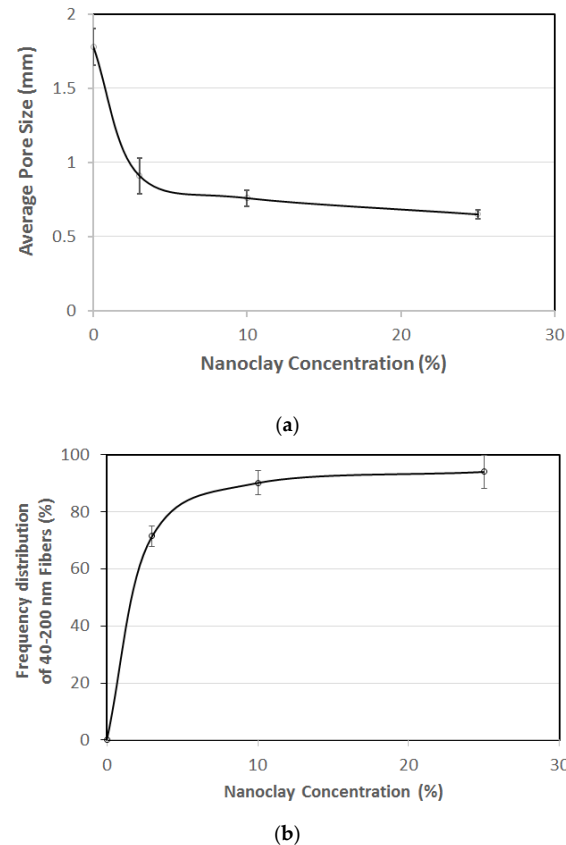 2
1.5
1
0.5
0
Average Pore Size (mm)
0 10 20 30
Nanoclay Concentration (%)
(a)
100
80
60
40
20
0
Frequency distribution
of 40-200 nm Fibers (%)
0 10 20 30
Nanoclay Concentration (%)
(b)